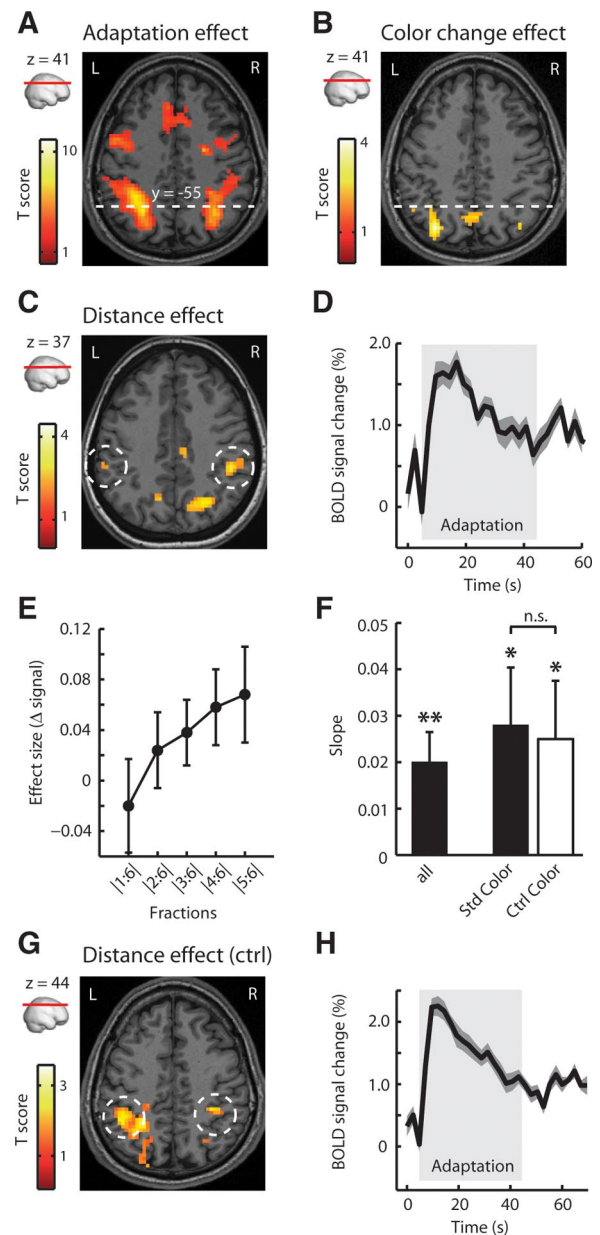 A Adaptation effect
z = 41
L R
10
T score
1
y = -55
B Color change effect
z = 41
L R
4
T score
1
C Distance effect
z = 37
L R
4
T score
1
D
BOLD signal change (%)
2.0
1.0
0
Adaptation
0 20 40 60
Time (s)
E
Effect size (Δ signal)
0.12
0.08
0.04
0
−0.04
|1:6| |2:6| |3:6| |4:6| |5:6|
Fractions
F
Slope
0.05
0.04
0.03
0.02
0.01
0
n.s.
** * *
all Std Color Ctrl Color
G Distance effect (ctrl)
z = 44
L R
3
T score
1
H
BOLD signal change (%)
2.0
1.0
0
Adaptation
0 20 40 60
Time (s)